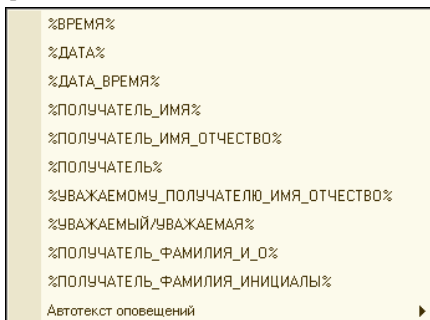 %ВРЕМЯ%
%ДАТА%
%ДАТА_ВРЕМЯ%
%ПОЛУЧАТЕЛЬ_ИМЯ%
%ПОЛУЧАТЕЛЬ_ИМЯ_ОТЧЕСТВО%
%ПОЛУЧАТЕЛЬ%
%УВАЖАЕМОМУ_ПОЛУЧАТЕЛЮ_ИМЯ_ОТЧЕСТВО%
%УВАЖАЕМЫЙ/УВАЖАЕМАЯ%
%ПОЛУЧАТЕЛЬ_ФАМИЛИЯ_И_О%
%ПОЛУЧАТЕЛЬ_ФАМИЛИЯ_ИНИЦИАЛЫ%
Автотекст оповещений